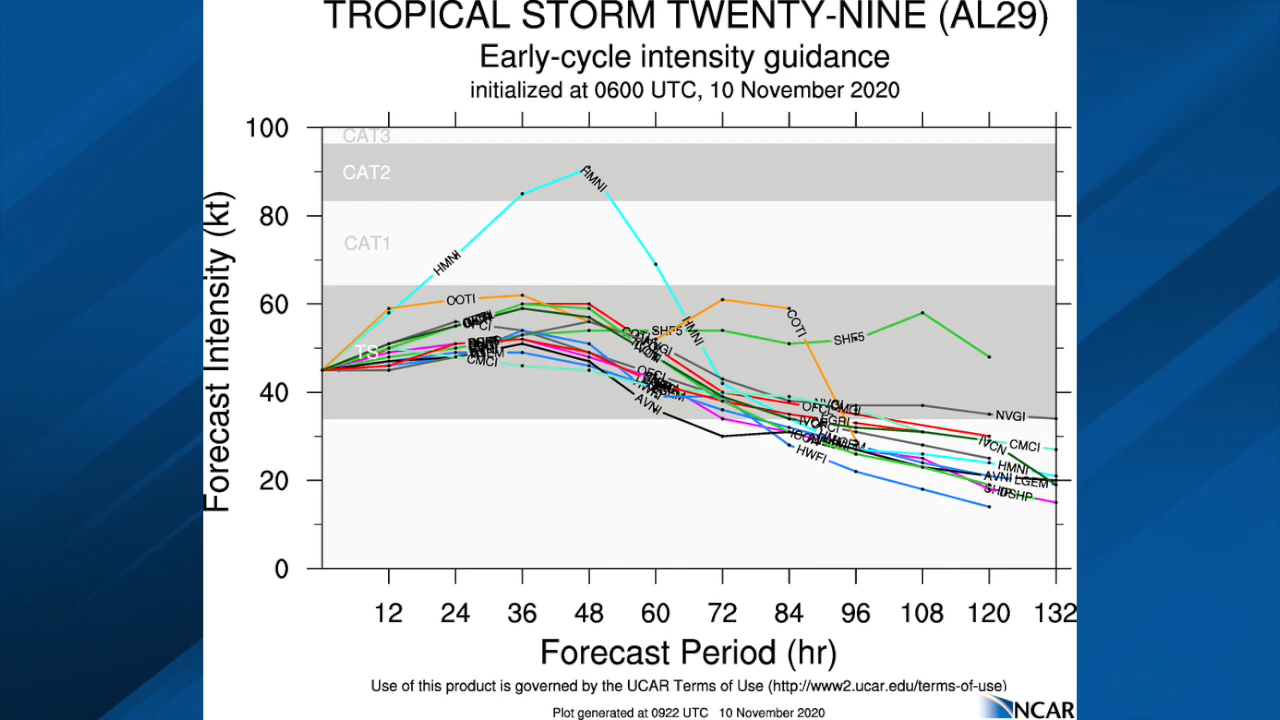 TROPICAL STORM TWENTY-NINE (AL29)
Early-cycle intensity guidance
initialized at 0600 UTC, 10 November 2020
Forecast Intensity (kt)
100
80
60
40
20
0
CAT3
CAT2
CAT1
TS
HMNI
HMNI
OOTI
SHF5
HMNI
COTI
SHF5
CMCI
AVNI
HWFI
NVGI
CMCI
IVCN
HMNI
AVNI
LGEM
12 24 36 48 60 72 84 96 108 120 132
Forecast Period (hr)
Use of this product is governed by the UCAR Terms of Use (http://www2.ucar.edu/terms-of-use)
Plot generated at 0922 UTC 10 November 2020
NCAR